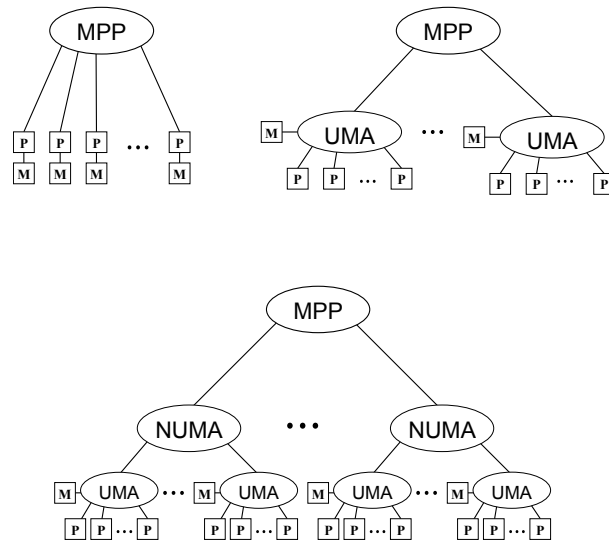 MPP
P P P ... P
M M M M
MPP
M UMA ... M UMA
P P ... P P P ... P
MPP
NUMA ... NUMA
M UMA ... M UMA M UMA ... M UMA
P P ... P P P ... P P P ... P P P ... P